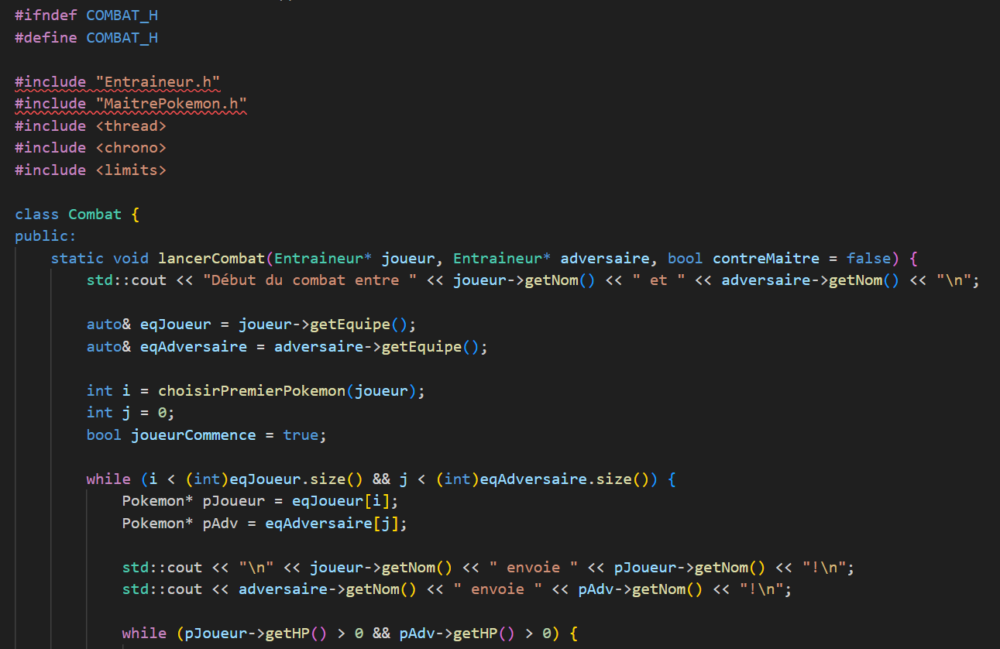 #ifndef COMBAT_H
#define COMBAT_H
#include "Entraineur.h"
#include "MaitrePokemon.h"
#include <thread>
#include <chrono>
#include <limits>
class Combat {
public:
static void lancerCombat(Entraineur* joueur, Entraineur* adversaire, bool contreMaitre = false) {
std::cout << "Début du combat entre " << joueur->getNom() << " et " << adversaire->getNom() << "\n";
auto& eqJoueur = joueur->getEquipe();
auto& eqAdversaire = adversaire->getEquipe();
int i = choisirPremierPokemon(joueur);
int j = 0;
bool joueurCommence = true;
while (i < (int)eqJoueur.size() && j < (int)eqAdversaire.size()) {
Pokemon* pJoueur = eqJoueur[i];
Pokemon* pAdv = eqAdversaire[j];
std::cout << "\n" << joueur->getNom() << " envoie " << pJoueur->getNom() << "!\n";
std::cout << adversaire->getNom() << " envoie " << pAdv->getNom() << "!\n";
while (pJoueur->getHP() > 0 && pAdv->getHP() > 0) {